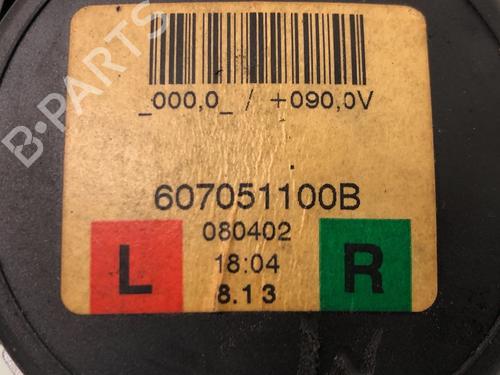 B-PARTS
_000,0_ / +090,0V
607051100B
080402
L
18:04
R
8.13